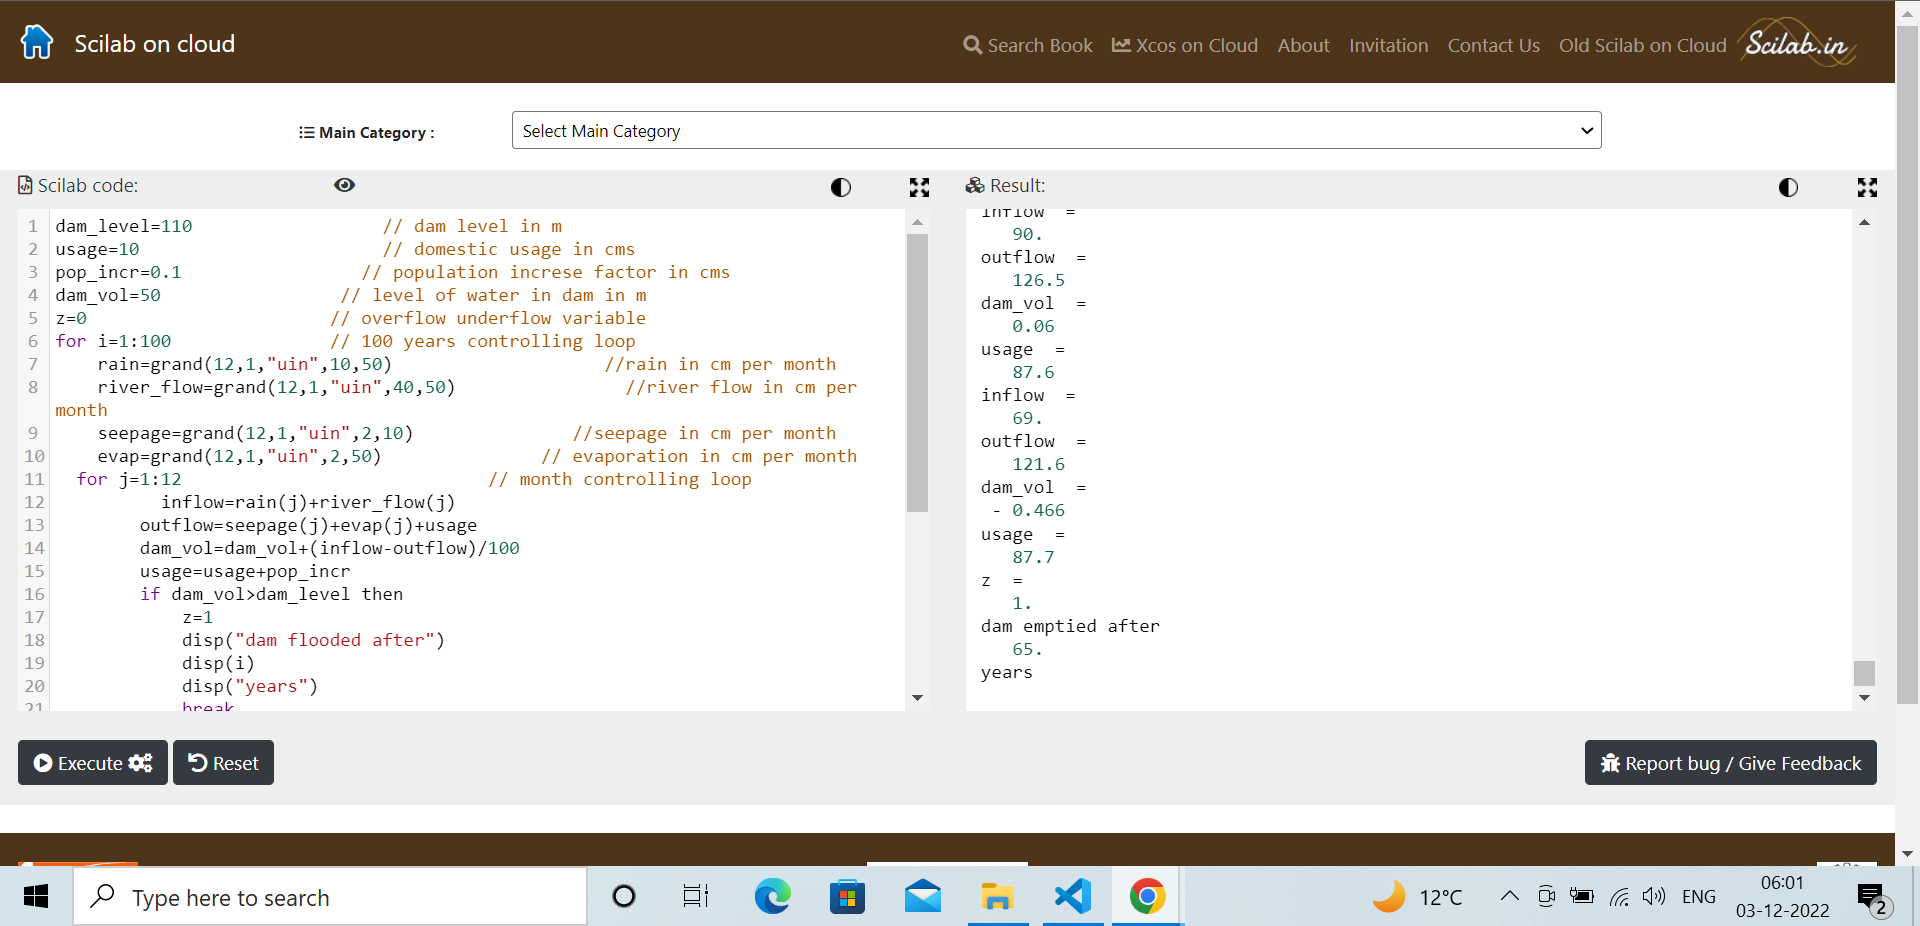 Scilab on cloud
Search Book Xcos on Cloud About Invitation Contact Us Old Scilab on Cloud Scilab.in
Main Category :
Select Main Category
Scilab code:
1 dam_level=110 // dam level in m
2 usage=10 // domestic usage in cms
3 pop_incr=0.1 // population increse factor in cms
4 dam_vol=50 // level of water in dam in m
5 z=0 // overflow underflow variable
6 for i=1:100 // 100 years controlling loop
7 rain=grand(12,1,"uin",10,50) //rain in cm per month
8 river_flow=grand(12,1,"uin",40,50) //river flow in cm per
month
9 seepage=grand(12,1,"uin",2,10) //seepage in cm per month
10 evap=grand(12,1,"uin",2,50) // evaporation in cm per month
11 for j=1:12 // month controlling loop
12 inflow=rain(j)+river_flow(j)
13 outflow=seepage(j)+evap(j)+usage
14 dam_vol=dam_vol+(inflow-outflow)/100
15 usage=usage+pop_incr
16 if dam_vol>dam_level then
17 z=1
18 disp("dam flooded after")
19 disp(i)
20 disp("years")
21 break
Result:
inflow =
90.
outflow =
126.5
dam_vol =
0.06
usage =
87.6
inflow =
69.
outflow =
121.6
dam_vol =
- 0.466
usage =
87.7
z =
1.
dam emptied after
65.
years
Execute
Reset
Report bug / Give Feedback
Type here to search
12°C
ENG
06:01
03-12-2022
2